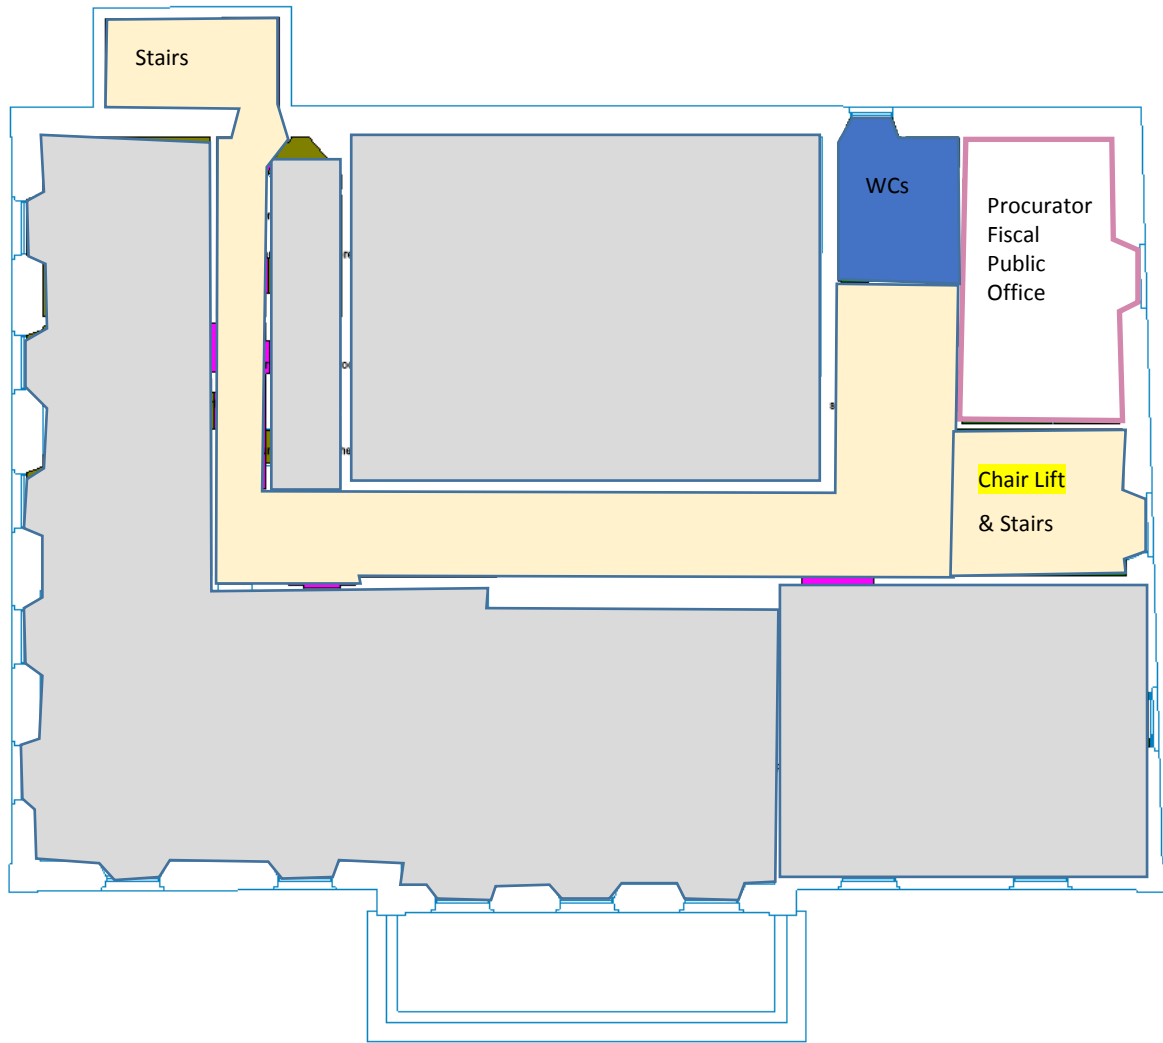 Stairs
WCs
Procurator
Fiscal
Public
Office
Chair Lift
& Stairs